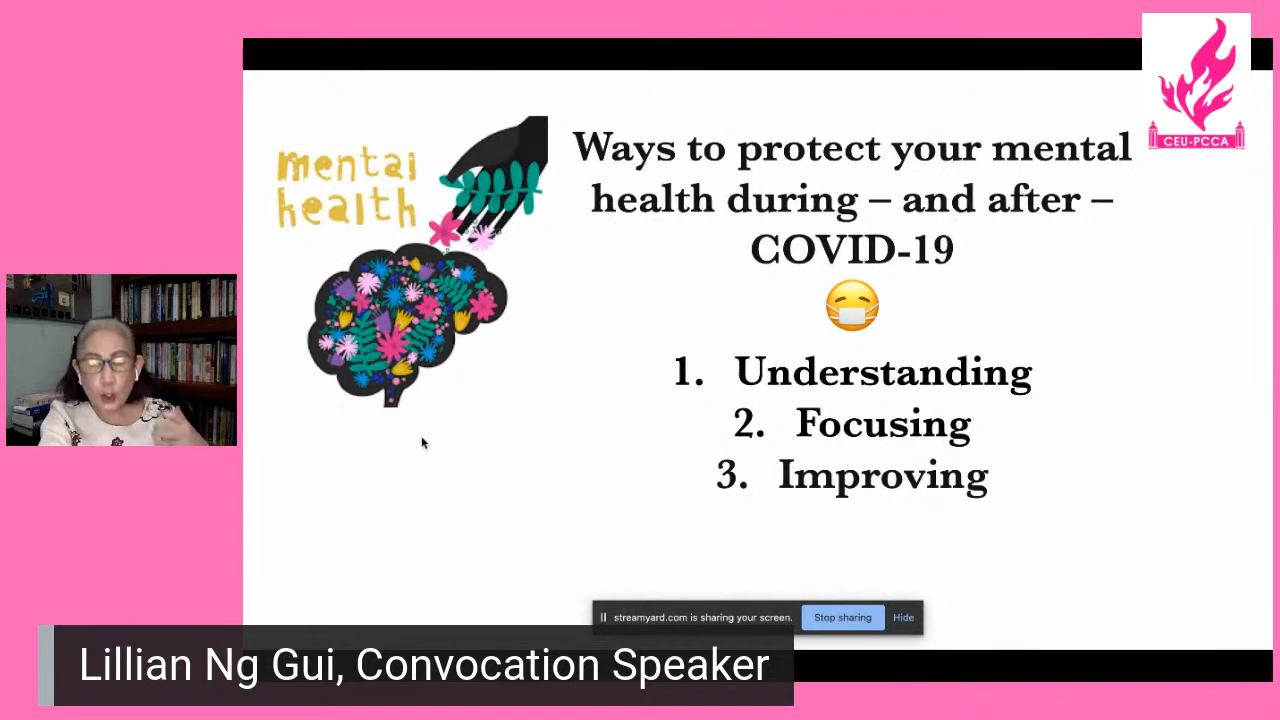 CEU-PCCA
mental
health
Ways to protect your mental
health during – and after –
COVID-19
1. Understanding
2. Focusing
3. Improving
streamyard.com is sharing your screen.
Stop sharing
Hide
Lillian Ng Gui, Convocation Speaker